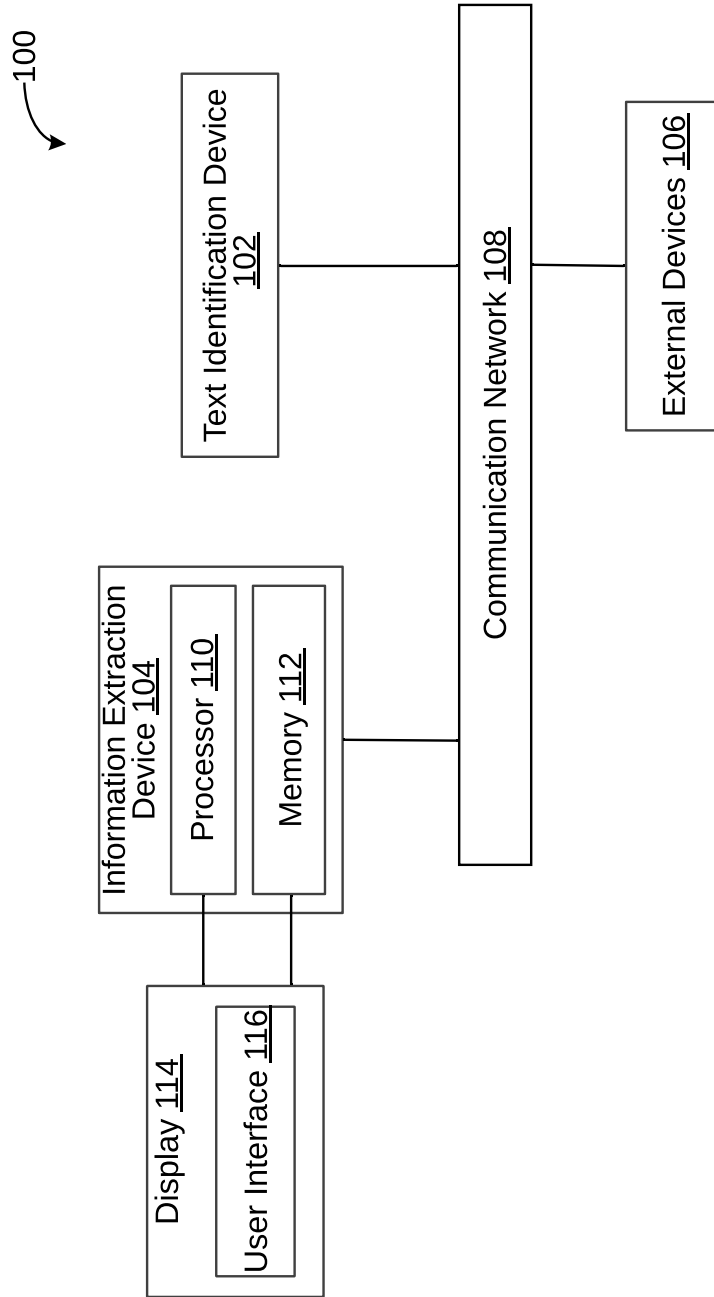 100
Text Identification Device
102
Information Extraction
Device 104
Processor 110
Memory 112
Display 114
User Interface 116
Communication Network 108
External Devices 106